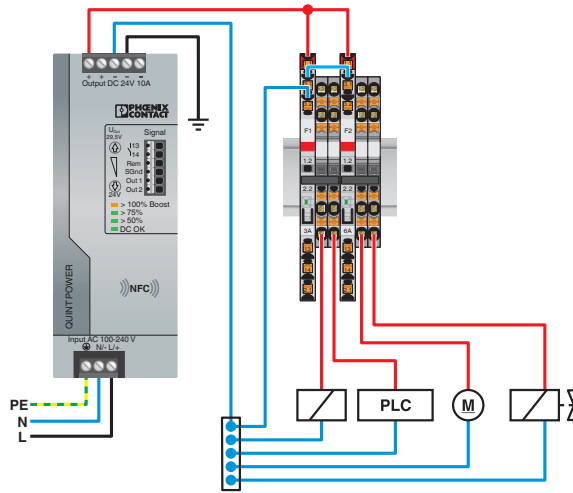 + + – – –
Output DC 24V 10A
PHŒNIX
CONTACT
UOut
29,5V
Signal
13
14
Rem
SGnd
Out 1
Out 2
24V
> 100% Boost
> 75%
> 50%
DC OK
QUINT POWER
NFC
Input AC 100-240 V
N/- L/+
PE
N
L
F1
F2
1.2
1.2
2.2
2.2
3A
6A
PLC
M